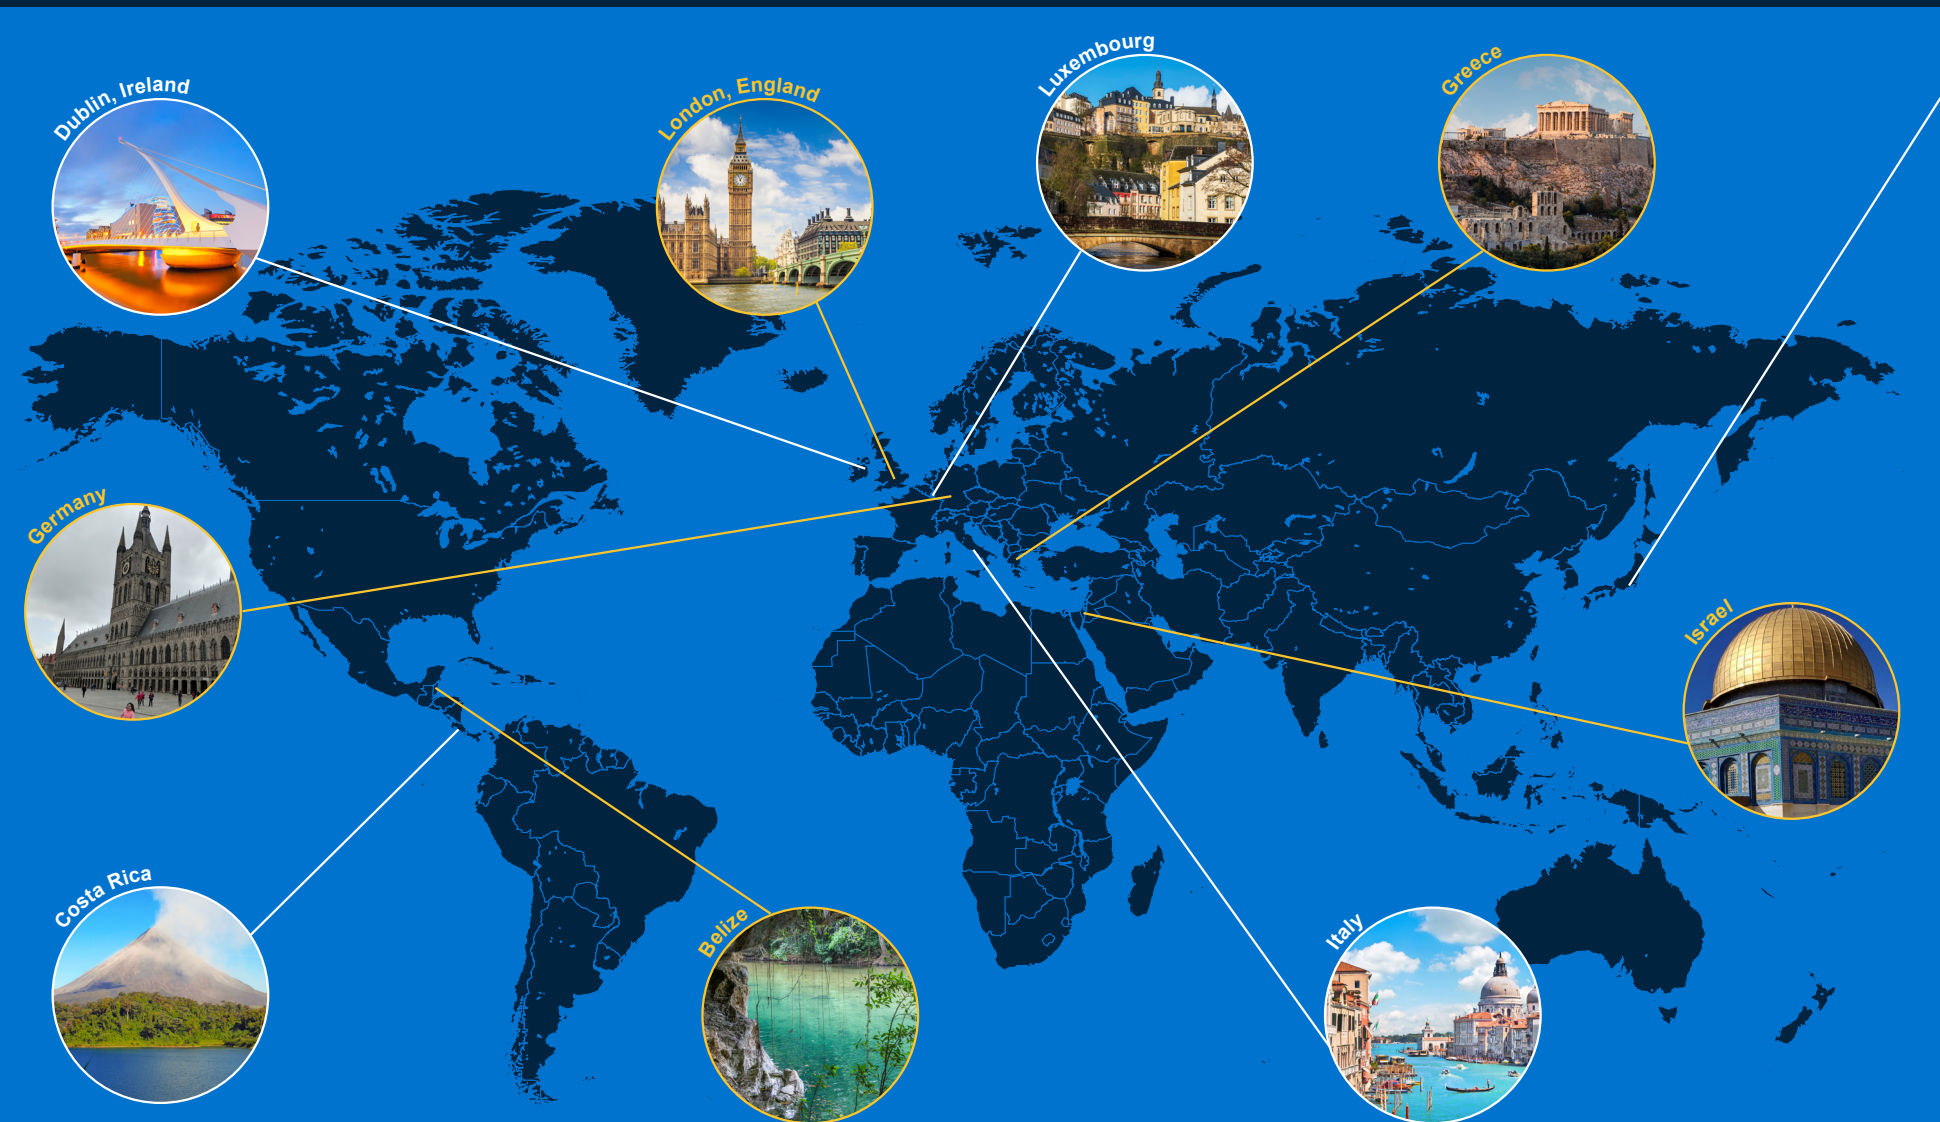 Dublin, Ireland
London, England
Luxembourg
Greece
Germany
Israel
Costa Rica
Belize
Italy